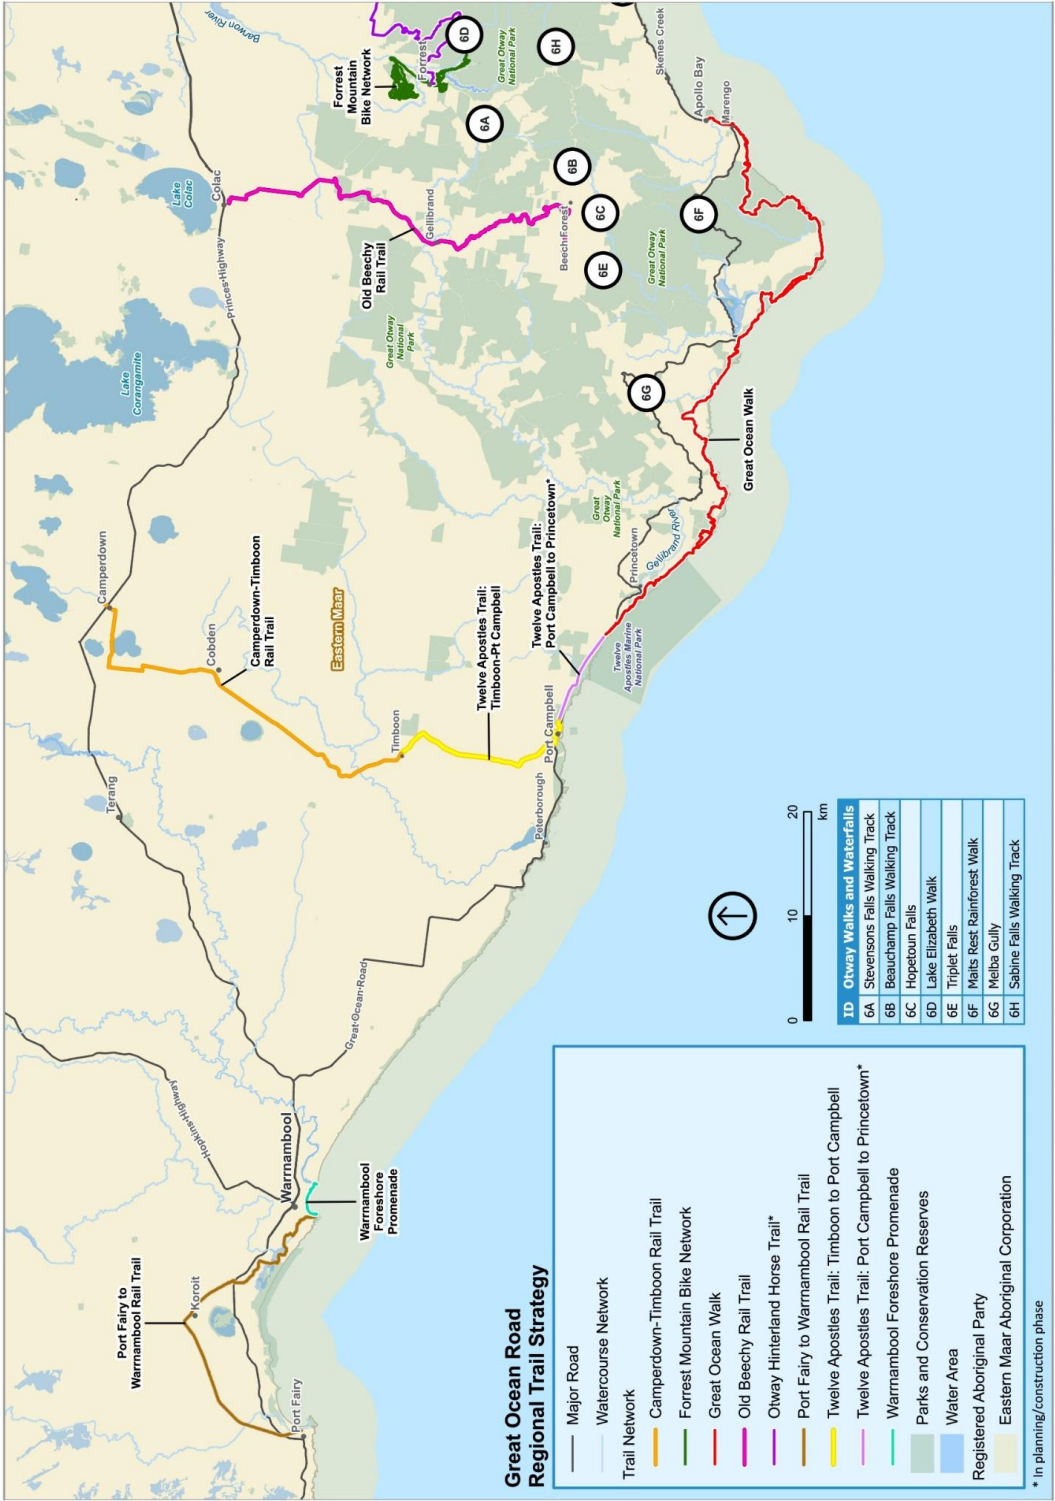 Port Fairy to
Warrnambool Rail Trail
Koroit
Port Fairy
Hopkins Highway
Warrnambool
Warrnambool
Foreshore
Promenade
Great Ocean Road
Terang
Camperdown
Cobden
Camperdown-Timboon
Rail Trail
Eastern Maar
Timboon
Twelve Apostles Trail:
Timboon-Pt Campbell
Peterborough
Port Campbell
Twelve Apostles Trail:
Port Campbell to Princetown*
Twelve
Apostles Marine
National Park
Princetown
Gellibrand River
Great
Otway
National Park
Great Ocean Walk
Lake
Corangamite
Princes Highway
Lake
Colac
Colac
Great Otway
National
Park
Old Beechy
Rail Trail
Gellibrand
Beech Forest
Great Otway
National Park
Barwon River
Forrest
Mountain
Bike Network
Forrest
Great Otway
National Park
Skenes Creek
Apollo Bay
Marengo
6A
6B
6C
6D
6E
6F
6G
6H
Great Ocean Road
Regional Trail Strategy
Major Road
Watercourse Network
Trail Network
Camperdown-Timboon Rail Trail
Forrest Mountain Bike Network
Great Ocean Walk
Old Beechy Rail Trail
Otway Hinterland Horse Trail*
Port Fairy to Warrnambool Rail Trail
Twelve Apostles Trail: Timboon to Port Campbell
Twelve Apostles Trail: Port Campbell to Princetown*
Warrnambool Foreshore Promenade
Parks and Conservation Reserves
Water Area
Registered Aboriginal Party
Eastern Maar Aboriginal Corporation
* In planning/construction phase
0 10 20
km
ID Otway Walks and Waterfalls
6A Stevensons Falls Walking Track
6B Beauchamp Falls Walking Track
6C Hopetoun Falls
6D Lake Elizabeth Walk
6E Triplet Falls
6F Maits Rest Rainforest Walk
6G Melba Gully
6H Sabine Falls Walking Track